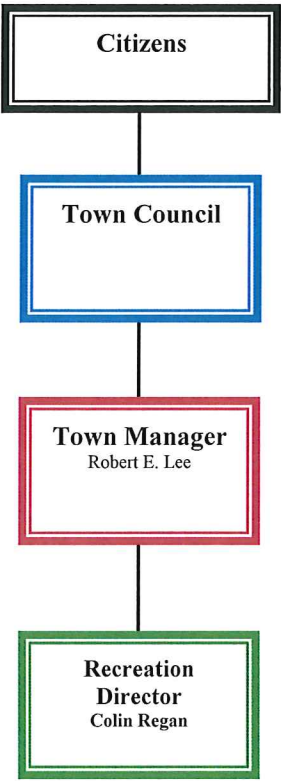 Citizens
Town Council
Town Manager
Robert E. Lee
Recreation
Director
Colin Regan